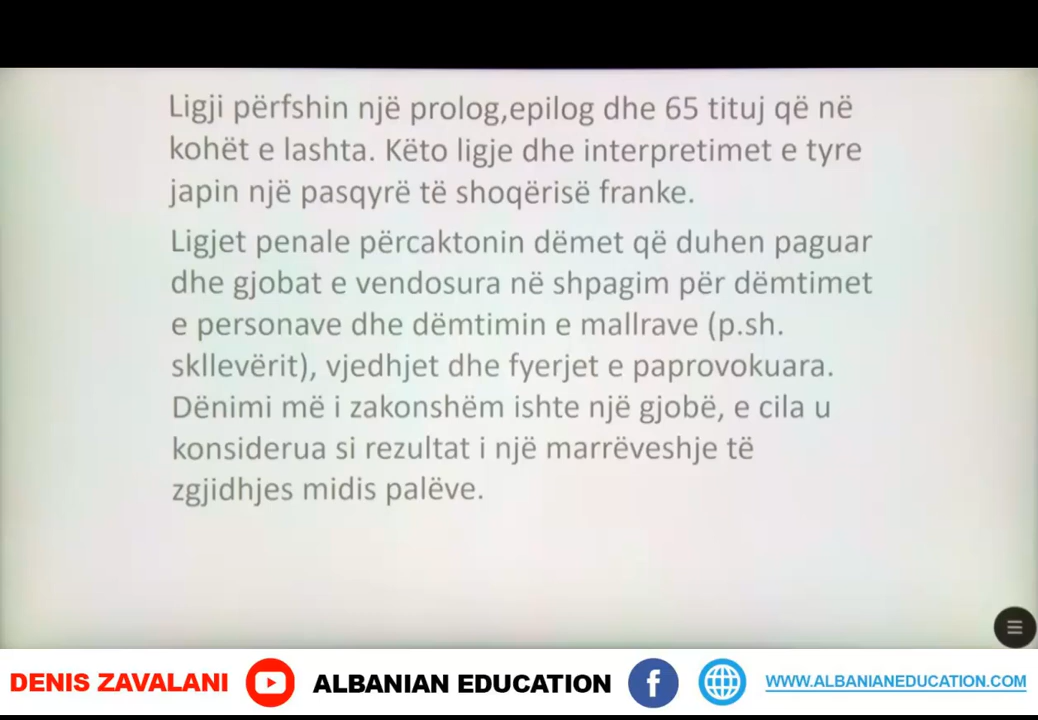 Ligji përfshin një prolog,epilog dhe 65 tituj që në
kohët e lashta. Këto ligje dhe interpretimet e tyre
japin një pasqyrë të shoqërisë franke.
Ligjet penale përcaktonin dëmet që duhen paguar
dhe gjobat e vendosura në shpagim për dëmtimet
e personave dhe dëmtimin e mallrave (p.sh.
skllevërit), vjedhjet dhe fyerjet e paprovokuara.
Dënimi më i zakonshëm ishte një gjobë, e cila u
konsiderua si rezultat i një marrëveshje të
zgjidhjes midis palëve.
DENIS ZAVALANI ALBANIAN EDUCATION f WWW.ALBANIANEDUCATION.COM